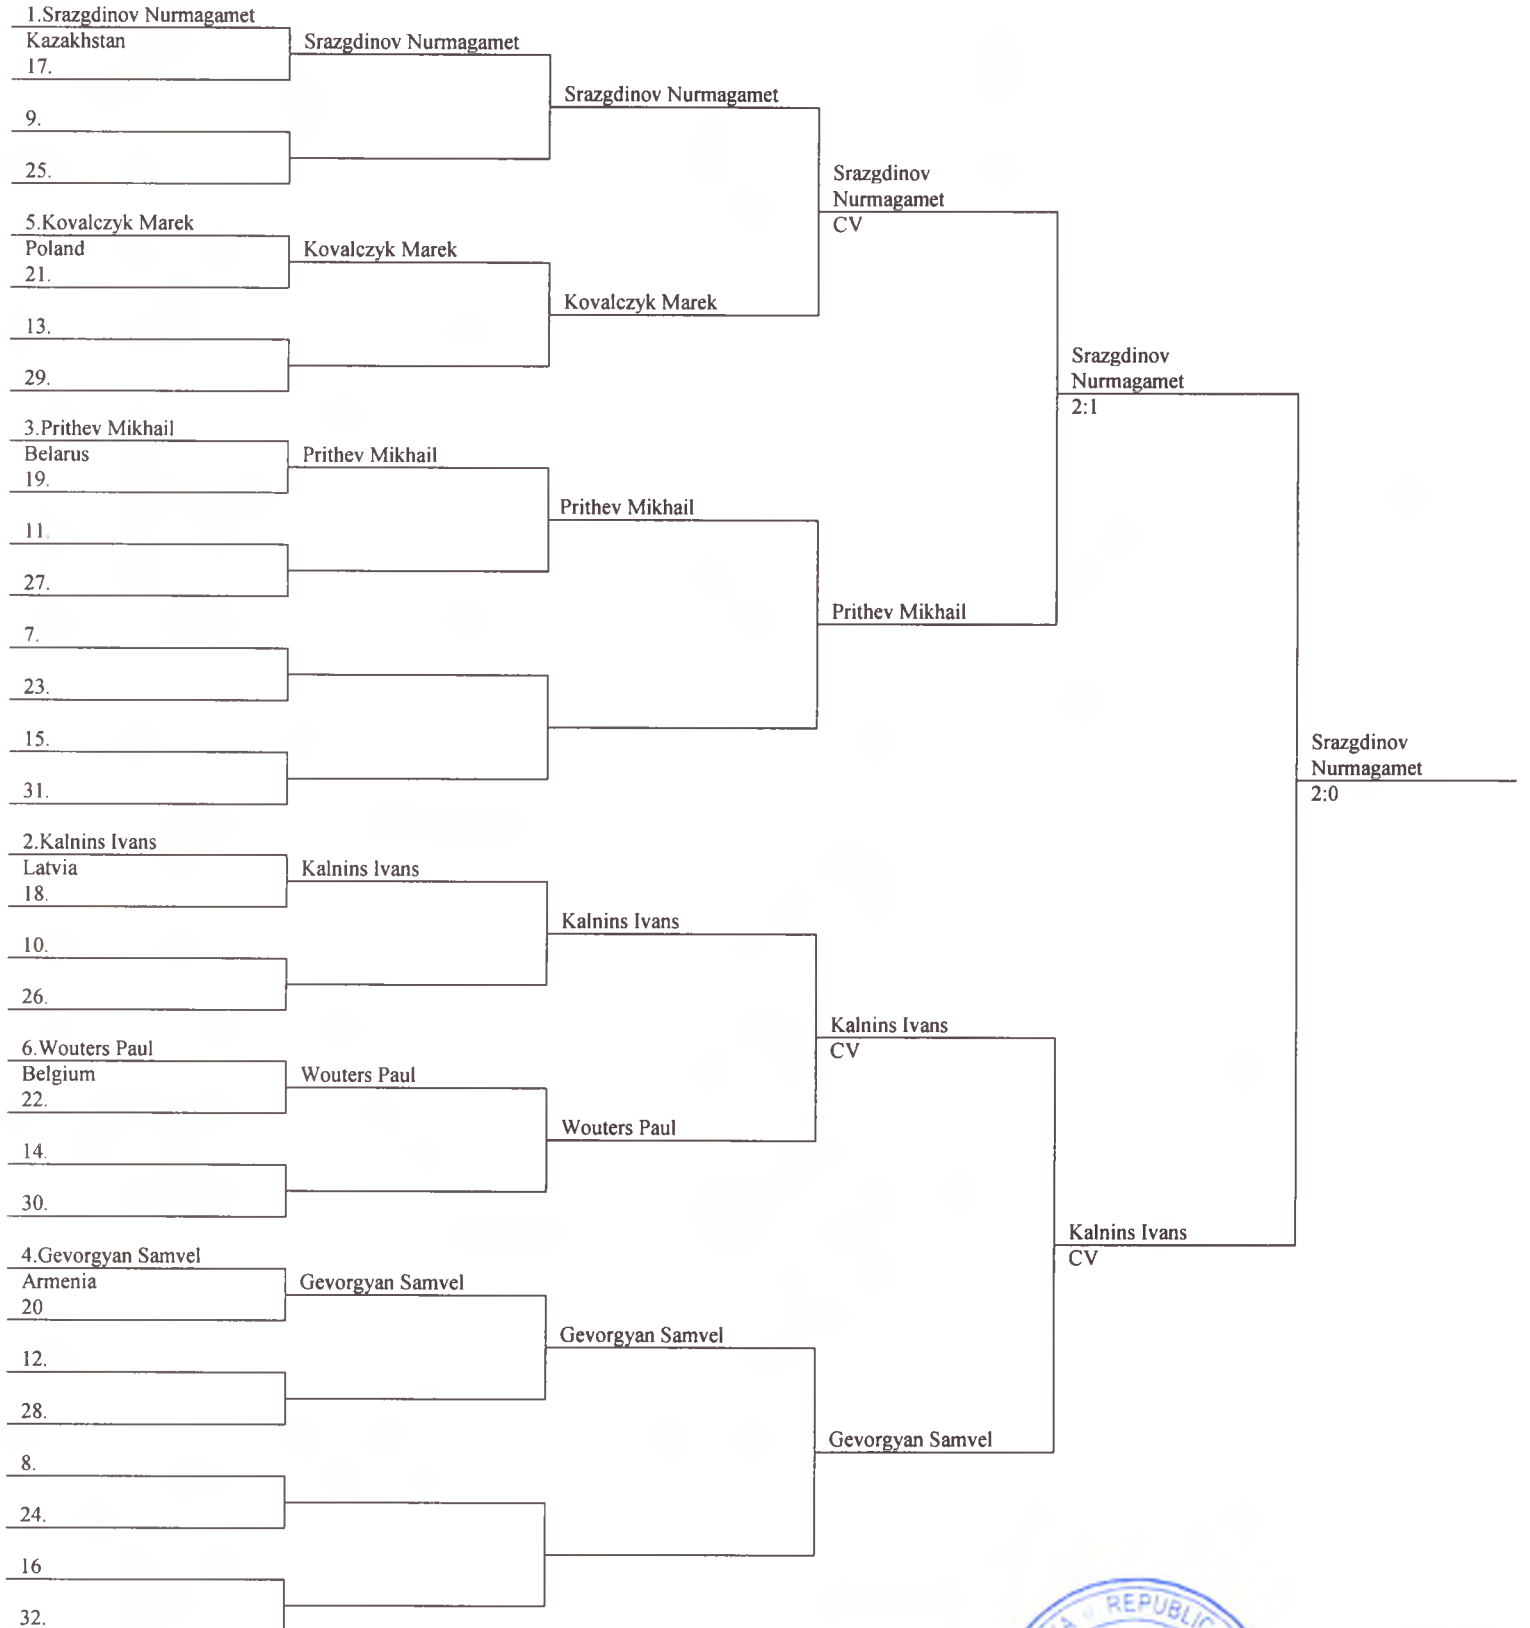 1.Srazgdinov Nurmagamet
Kazakhstan
17.
9.
25.
5.Kovalczyk Marek
Poland
21.
13.
29.
3.Prithev Mikhail
Belarus
19.
11.
27.
7.
23.
15.
31.
2.Kalnins Ivans
Latvia
18.
10.
26.
6.Wouters Paul
Belgium
22.
14.
30.
4.Gevorgyan Samvel
Armenia
20
12.
28.
8.
24.
16
32.
Srazgdinov Nurmagamet
Kovalczyk Marek
Prithev Mikhail
Kalnins Ivans
Wouters Paul
Gevorgyan Samvel
Srazgdinov Nurmagamet
Kovalczyk Marek
Prithev Mikhail
Kalnins Ivans
Wouters Paul
Gevorgyan Samvel
Srazgdinov
Nurmagamet
CV
Prithev Mikhail
Kalnins Ivans
CV
Gevorgyan Samvel
Srazgdinov
Nurmagamet
2:1
Kalnins Ivans
CV
Srazgdinov
Nurmagamet
2:0
REPUBLIC